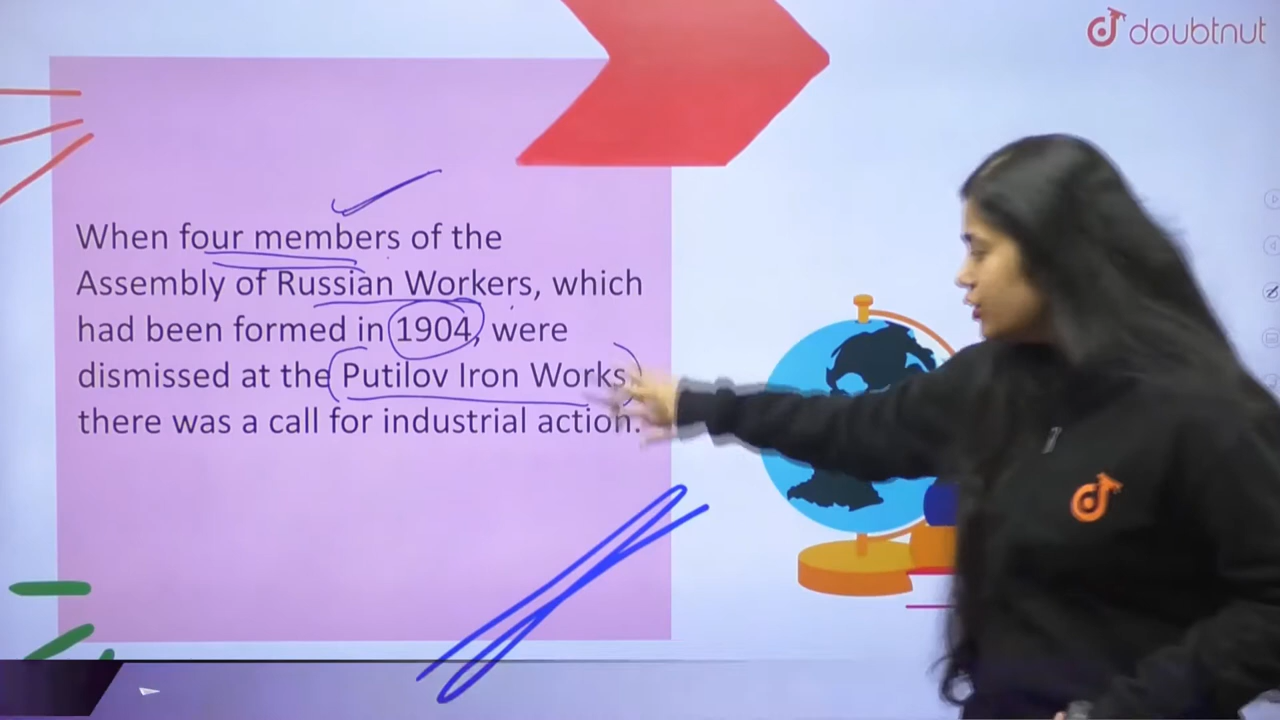 doubtnut
When four members of the
Assembly of Russian Workers, which
had been formed in 1904, were
dismissed at the Putilov Iron Works,
there was a call for industrial action.